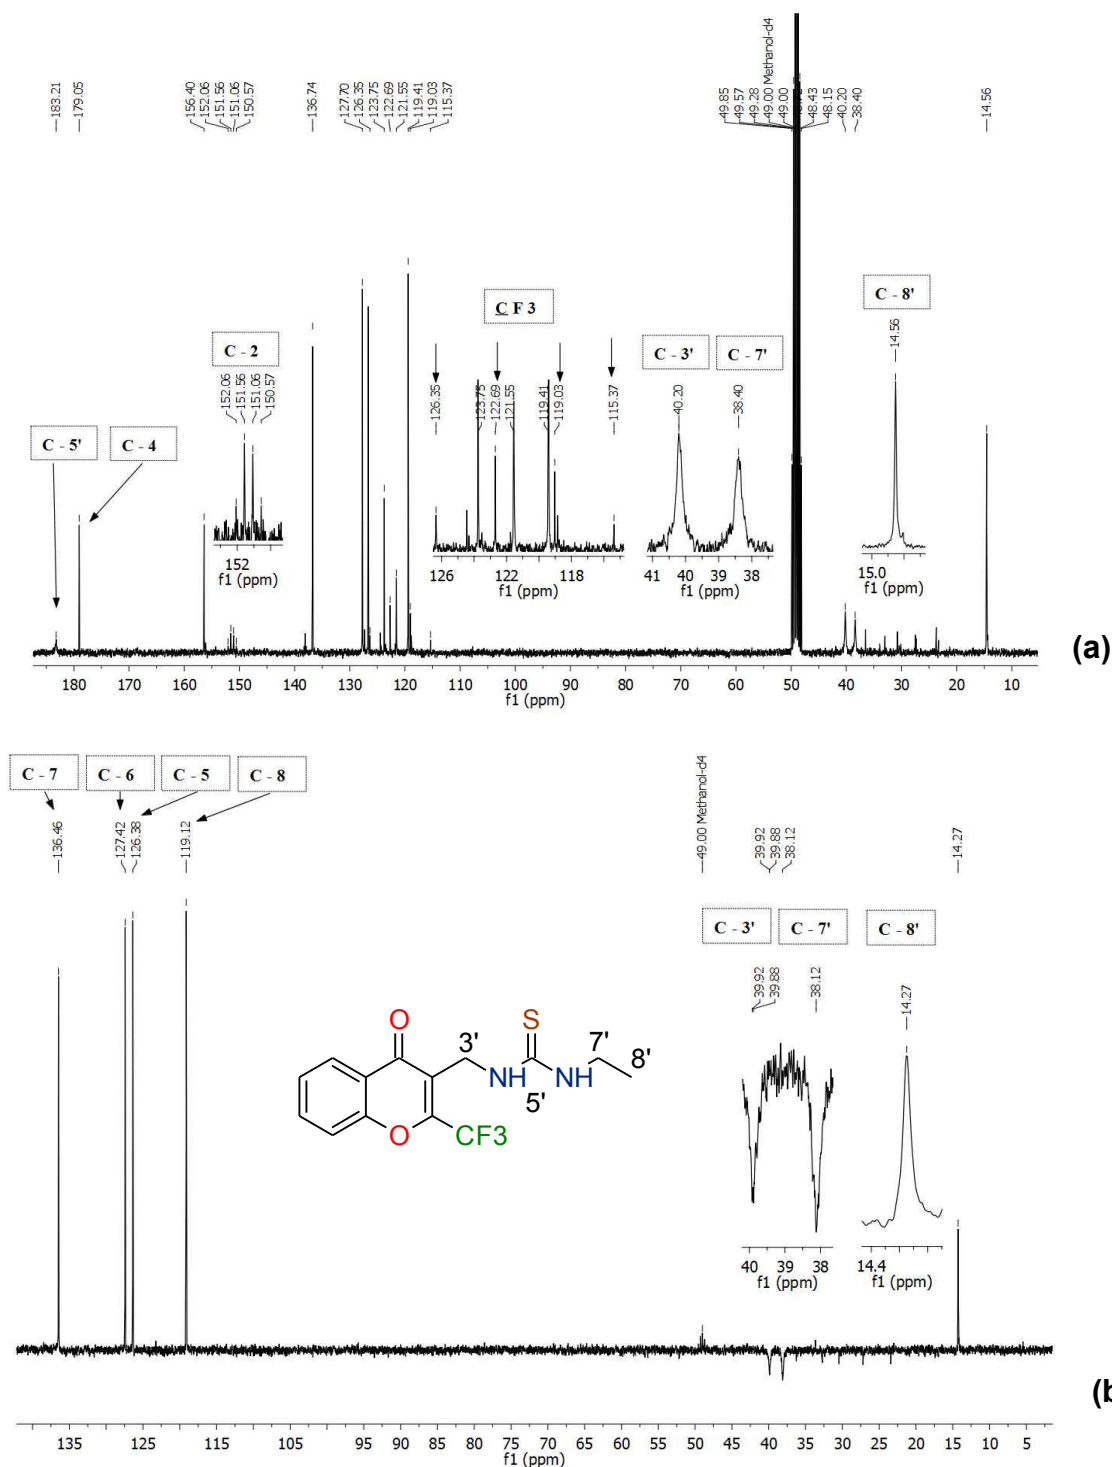 183.21
179.05
156.40
152.06
151.56
151.06
150.57
136.74
127.70
126.35
123.75
122.69
121.55
119.41
119.03
115.37
49.85
49.57
49.28
49.00 Methanol-d4
49.00
48.43
48.15
40.20
38.40
14.56
C - 5'
C - 4
C - 2
152.06
151.56
151.06
150.57
152
f1 (ppm)
C F 3
126.35
123.75
122.69
121.55
119.41
119.03
115.37
126 122 118
f1 (ppm)
C - 3'
C - 7'
40.20
38.40
41 40 39 38
f1 (ppm)
C - 8'
14.56
15.0
f1 (ppm)
180 170 160 150 140 130 120 110 100 90 80 70 60 50 40 30 20 10
f1 (ppm)
(a)
C - 7
C - 6
C - 5
C - 8
136.46
127.42
126.38
119.12
49.00 Methanol-d4
39.92
39.88
38.12
14.27
C - 3'
C - 7'
C - 8'
39.92
39.88
38.12
14.27
40 39 38
f1 (ppm)
14.4
f1 (ppm)
O
S
3'
7'
8'
NH
NH
5'
O
CF3
135 125 115 105 95 90 85 80 75 70 65 60 55 50 45 40 35 30 25 20 15 10 5
f1 (ppm)
(b